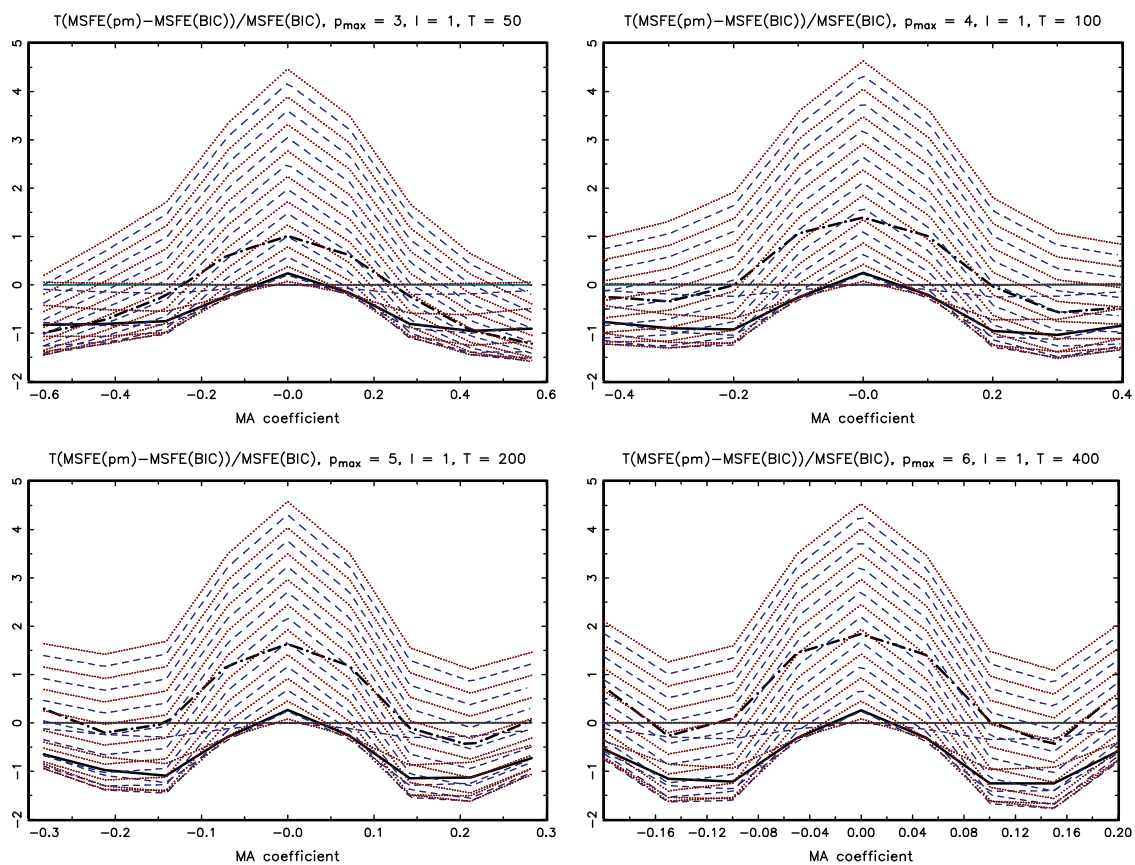 T(MSFE(pm)−MSFE(BIC))/MSFE(BIC), pmax = 3, l = 1, T = 50
5
4
3
2
1
0
−1
−2
−0.6 −0.4 −0.2 −0.0 0.2 0.4 0.6
MA coefficient
T(MSFE(pm)−MSFE(BIC))/MSFE(BIC), pmax = 4, l = 1, T = 100
5
4
3
2
1
0
−1
−2
−0.4 −0.2 −0.0 0.2 0.4
MA coefficient
T(MSFE(pm)−MSFE(BIC))/MSFE(BIC), pmax = 5, l = 1, T = 200
5
4
3
2
1
0
−1
−2
−0.3 −0.2 −0.1 −0.0 0.1 0.2 0.3
MA coefficient
T(MSFE(pm)−MSFE(BIC))/MSFE(BIC), pmax = 6, l = 1, T = 400
5
4
3
2
1
0
−1
−2
−0.16 −0.12 −0.08 −0.04 0.00 0.04 0.08 0.12 0.16 0.20
MA coefficient